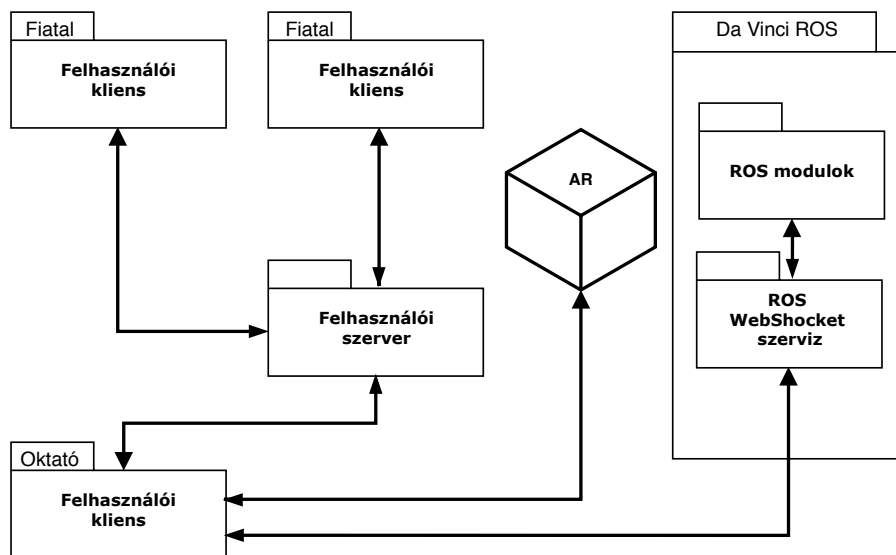 Fiatal
Felhasználói
kliens
Fiatal
Felhasználói
kliens
Da Vinci ROS
AR
ROS modulok
Felhasználói
szerver
ROS
WebShocket
szerviz
Oktató
Felhasználói
kliens